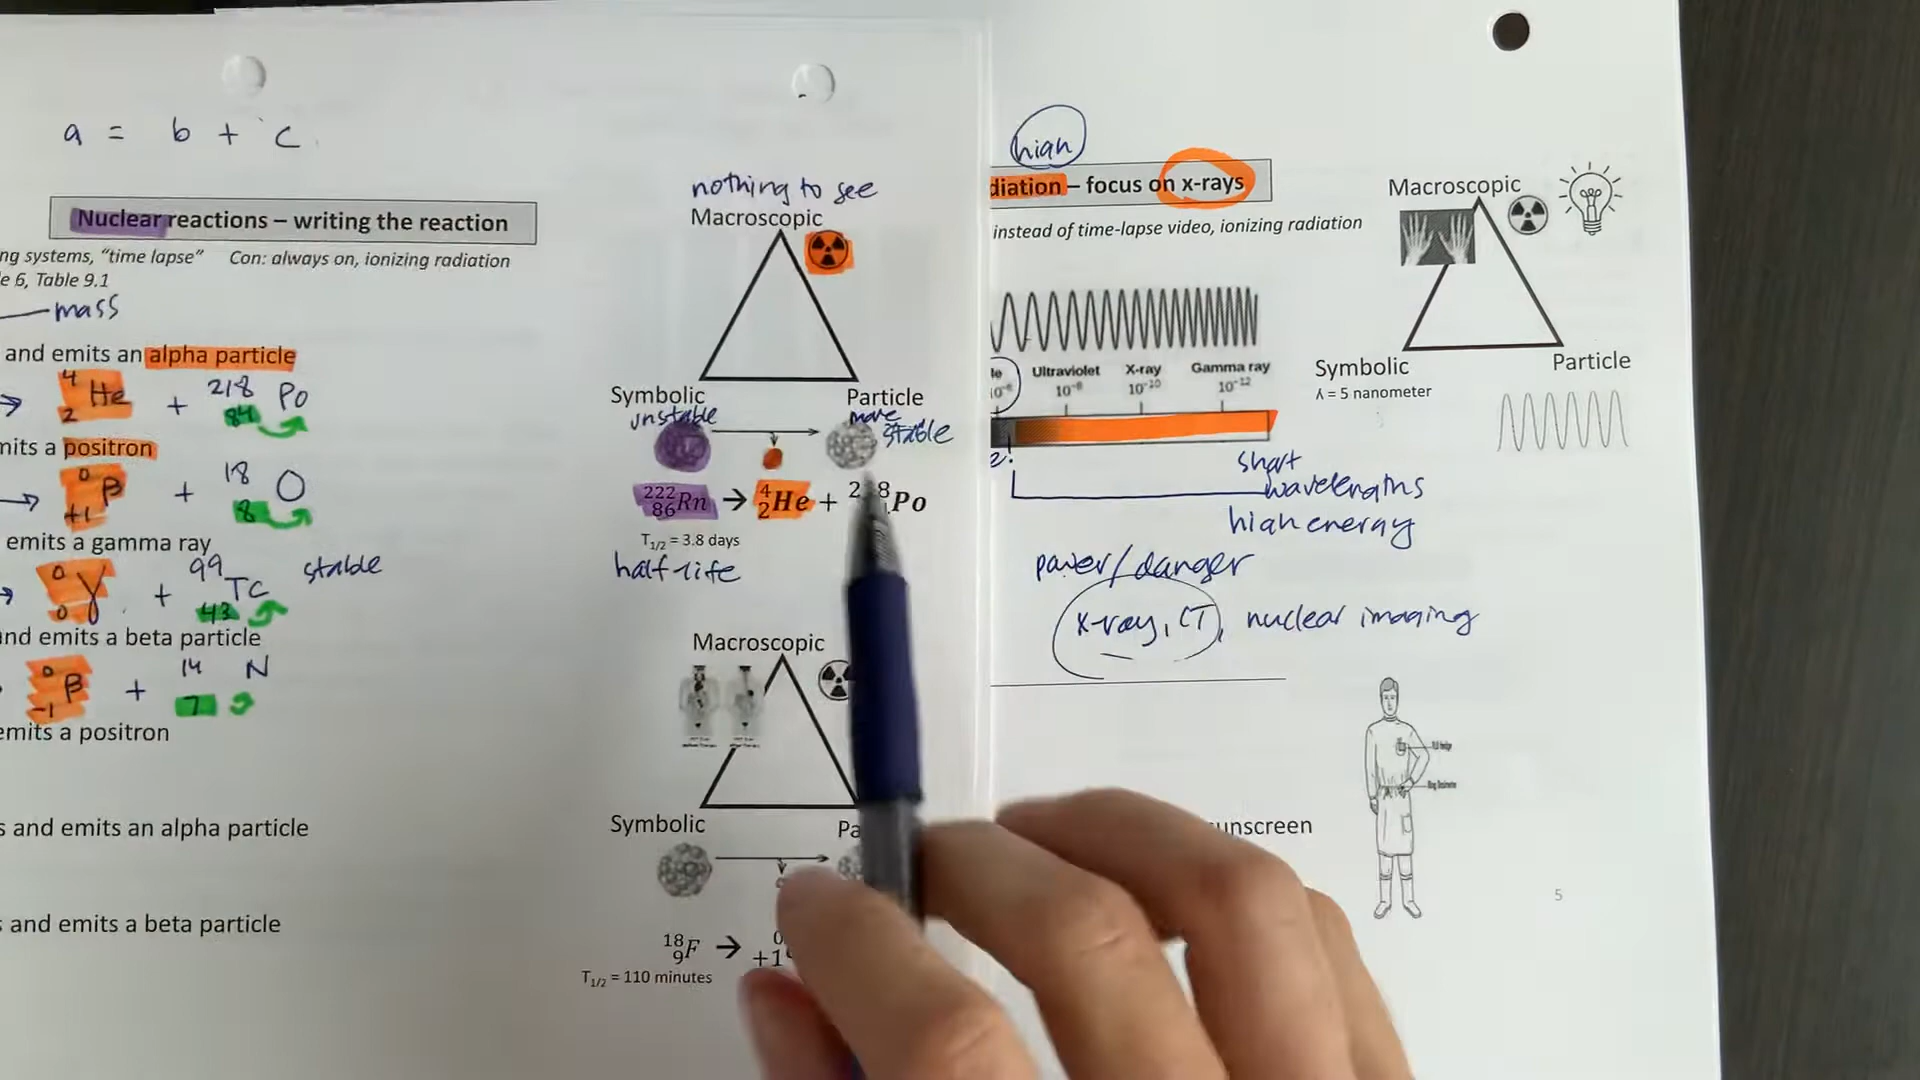 a = b + c
Nuclear reactions – writing the reaction
ng systems, “time lapse” Con: always on, ionizing radiation
e 6, Table 9.1
mass
and emits an alpha particle
4 2 He + 218 84 Po
mits a positron
0 +1 β + 18 8 O
emits a gamma ray
0 0 γ + 99 43 Tc stable
and emits a beta particle
0 -1 β + 14 7 N
emits a positron
s and emits an alpha particle
s and emits a beta particle
nothing to see
Macroscopic
Symbolic Particle
unstable more stable
222 86 Rn → 4 2 He + Po
T1/2 = 3.8 days
half-life
Macroscopic
Symbolic Pa
18 9 F → 0 +1
T1/2 = 110 minutes
high
diation – focus on x-rays
instead of time-lapse video, ionizing radiation
le Ultraviolet X-ray Gamma ray
10⁻⁸ 10⁻¹⁰ 10⁻¹²
short
wavelengths
high energy
power/danger
x-ray, CT, nuclear imaging
unscreen
Macroscopic
Symbolic Particle
λ = 5 nanometer
5